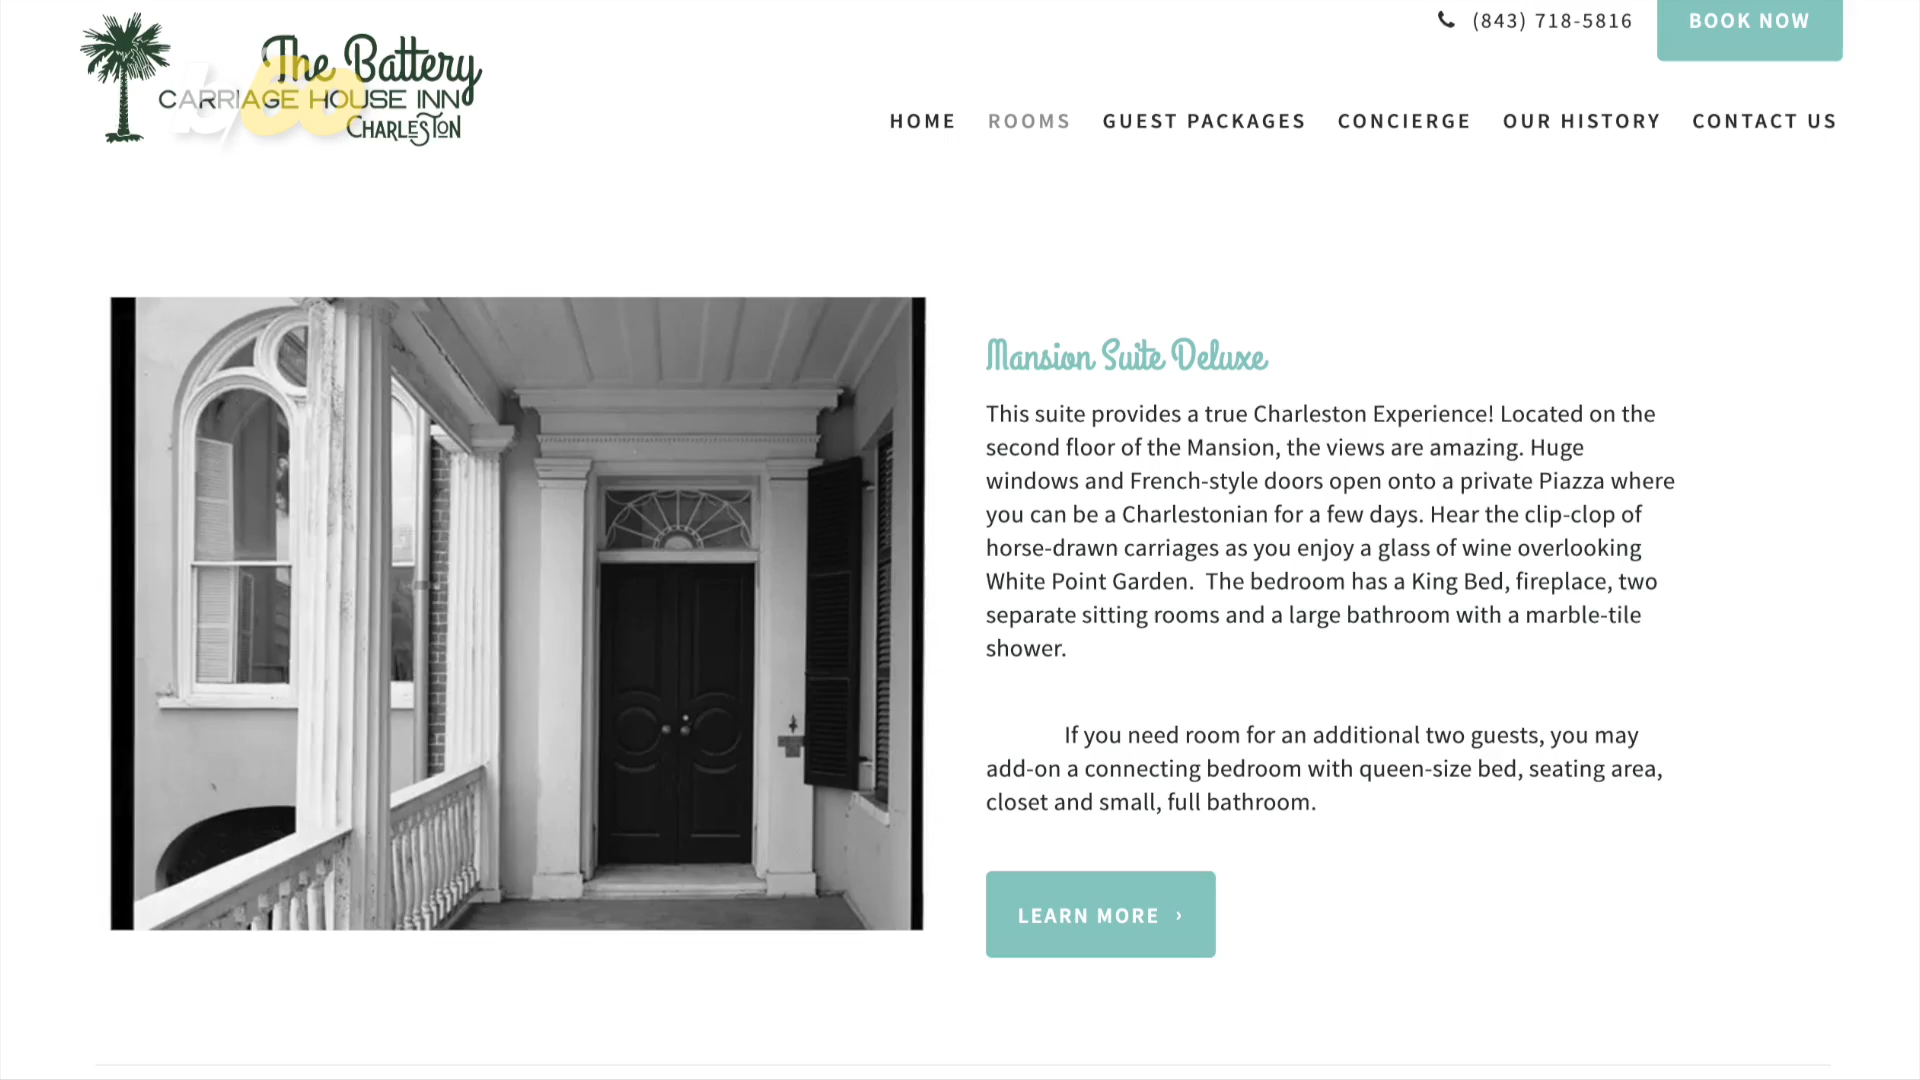 The Battery
CARRIAGE HOUSE INN
CHARLESTON
(843) 718-5816
BOOK NOW
HOME ROOMS GUEST PACKAGES CONCIERGE OUR HISTORY CONTACT US
Mansion Suite Deluxe
This suite provides a true Charleston Experience! Located on the
second floor of the Mansion, the views are amazing. Huge
windows and French-style doors open onto a private Piazza where
you can be a Charlestonian for a few days. Hear the clip-clop of
horse-drawn carriages as you enjoy a glass of wine overlooking
White Point Garden. The bedroom has a King Bed, fireplace, two
separate sitting rooms and a large bathroom with a marble-tile
shower.
If you need room for an additional two guests, you may
add-on a connecting bedroom with queen-size bed, seating area,
closet and small, full bathroom.
LEARN MORE ›